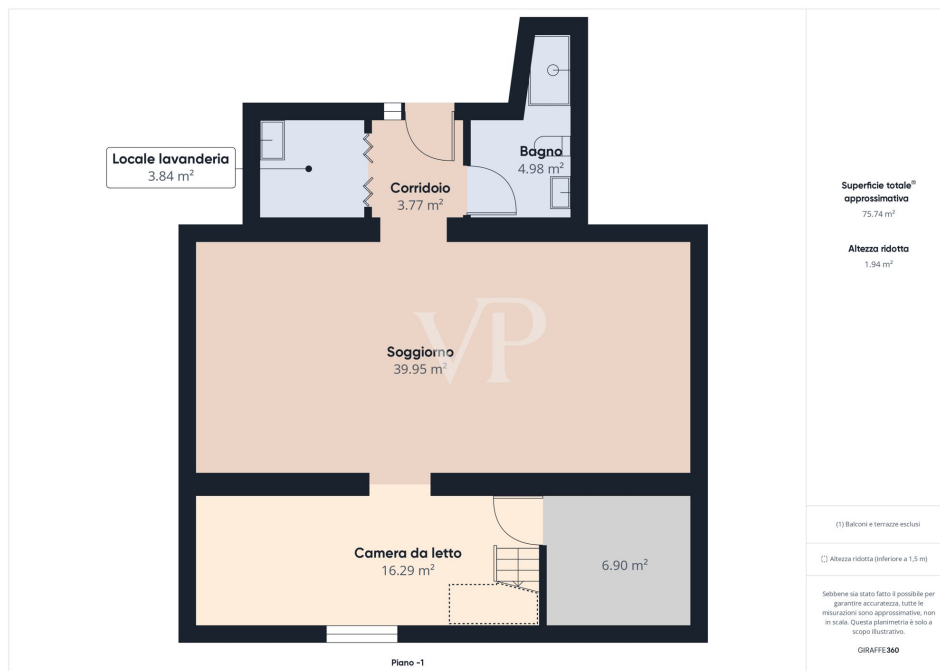 Locale lavanderia
3.84 m²
Corridoio
3.77 m²
Bagno
4.98 m²
Soggiorno
39.95 m²
VP
Camera da letto
16.29 m²
6.90 m²
Piano -1
Superficie totale⁽¹⁾
approssimativa
75.74 m²
Altezza ridotta
1.94 m²
(1) Balconi e terrazze esclusi
Altezza ridotta (inferiore a 1,5 m)
Sebbene sia stato fatto il possibile per
garantire accuratezza, tutte le
misurazioni sono approssimative, non
in scala. Questa planimetria è solo a
scopo illustrativo.
GIRAFFE360